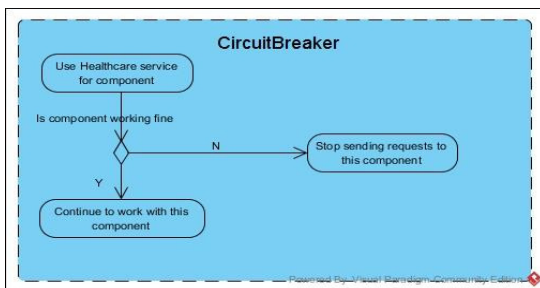 CircuitBreaker
Use Healthcare service
for component
Is component working fine
N
Stop sending requests to
this component
Y
Continue to work with this
component
Powered By Visual Paradigm Community Edition